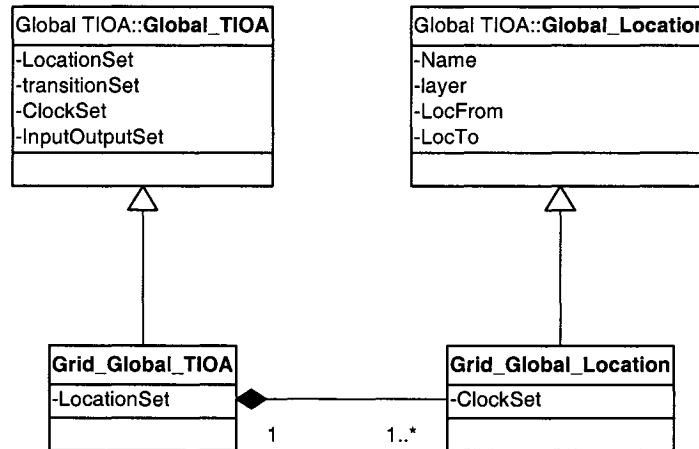 Global TIOA::Global_TIOA
-LocationSet
-transitionSet
-ClockSet
-InputOutputSet
Global TIOA::Global_Location
-Name
-layer
-LocFrom
-LocTo
Grid_Global_TIOA
-LocationSet
Grid_Global_Location
-ClockSet
1
1..*